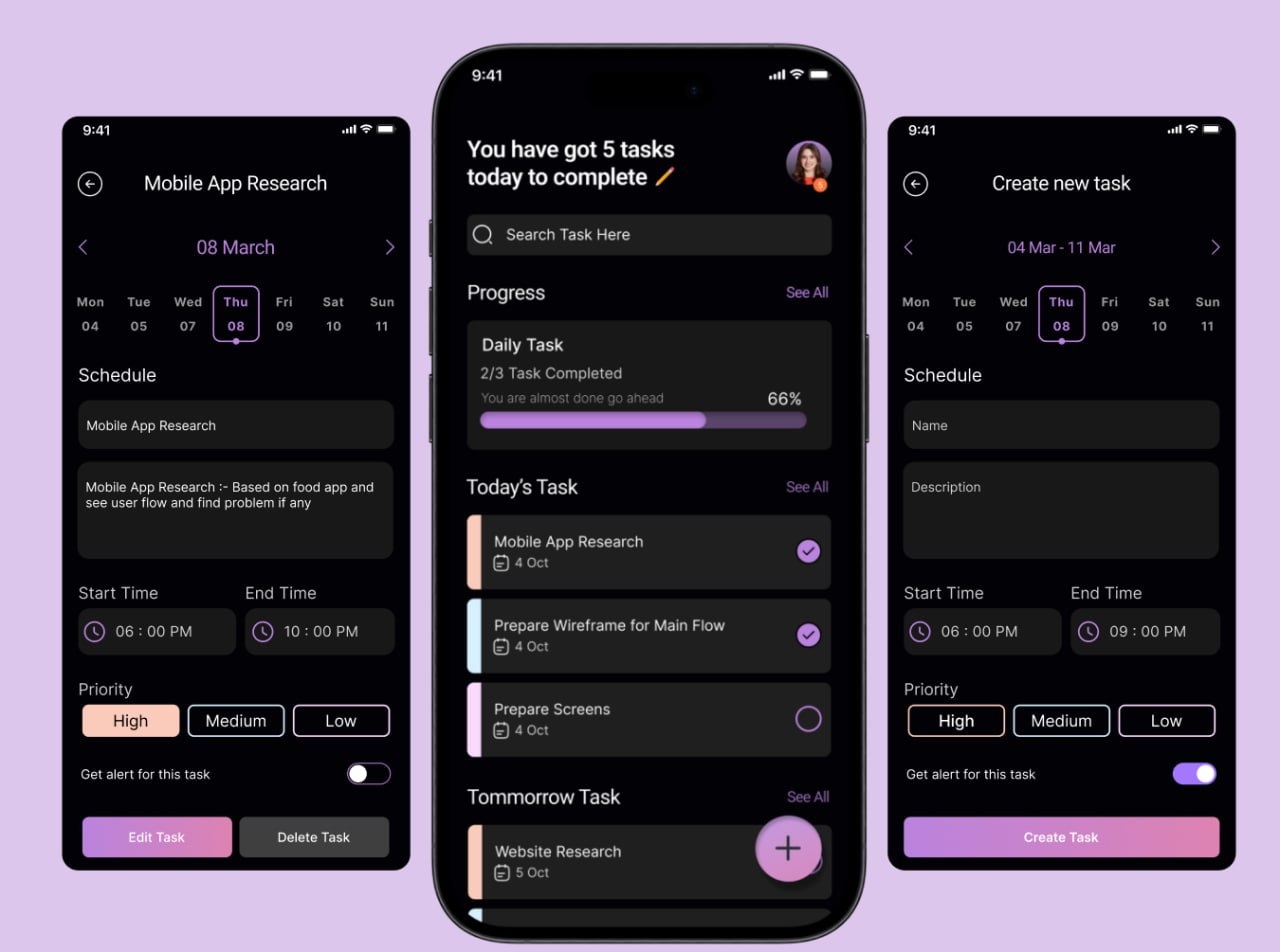 9:41
Mobile App Research
08 March
Mon Tue Wed Thu Fri Sat Sun
04 05 07 08 09 10 11
Schedule
Mobile App Research
Mobile App Research :- Based on food app and
see user flow and find problem if any
Start Time End Time
06 : 00 PM 10 : 00 PM
Priority
High Medium Low
Get alert for this task
Edit Task Delete Task
9:41
You have got 5 tasks
today to complete
Search Task Here
Progress See All
Daily Task
2/3 Task Completed
You are almost done go ahead 66%
Today's Task See All
Mobile App Research
4 Oct
Prepare Wireframe for Main Flow
4 Oct
Prepare Screens
4 Oct
Tommorrow Task See All
Website Research
5 Oct
9:41
Create new task
04 Mar - 11 Mar
Mon Tue Wed Thu Fri Sat Sun
04 05 07 08 09 10 11
Schedule
Name
Description
Start Time End Time
06 : 00 PM 09 : 00 PM
Priority
High Medium Low
Get alert for this task
Create Task